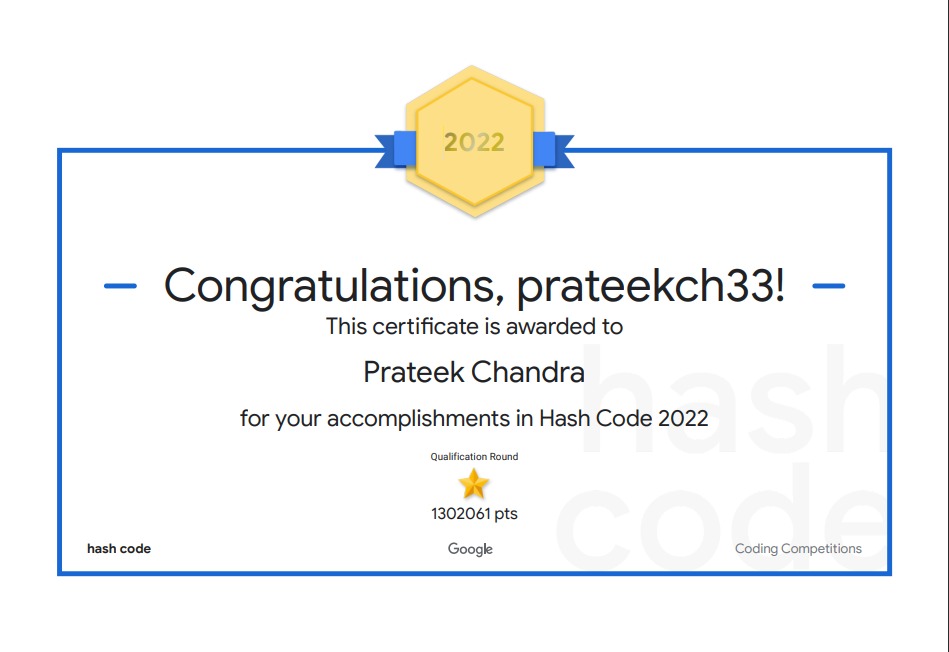 2022
Congratulations, prateekch33!
This certificate is awarded to
Prateek Chandra
for your accomplishments in Hash Code 2022
Qualification Round
1302061 pts
hash code
Google
Coding Competitions
hash
code